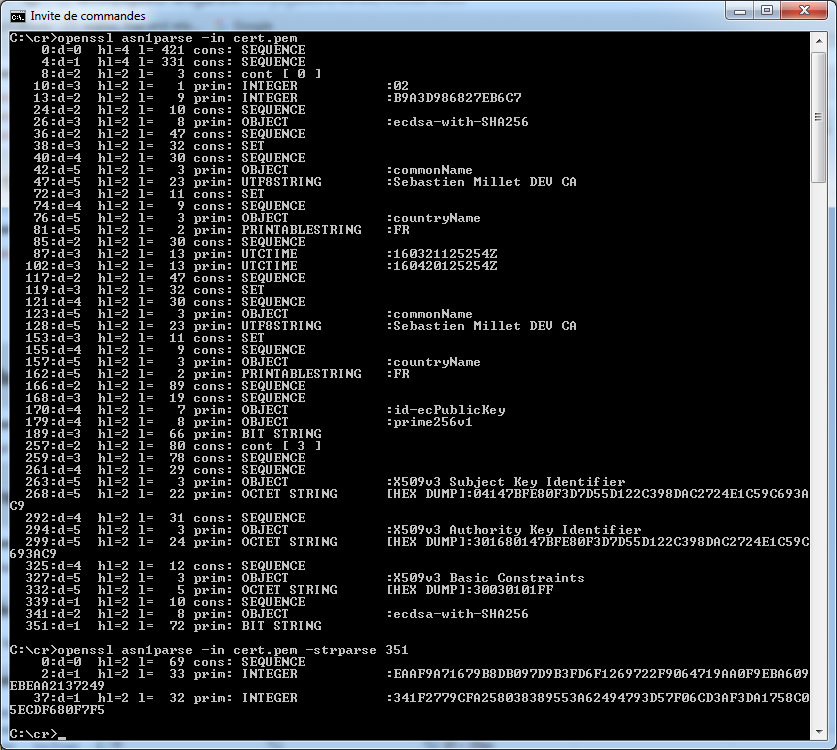 Invite de commandes
C:\cr>openssl asn1parse -in cert.pem
    0:d=0  hl=4 l= 421 cons: SEQUENCE
    4:d=1  hl=4 l= 331 cons: SEQUENCE
    8:d=2  hl=2 l=   3 cons: cont [ 0 ]
   10:d=3  hl=2 l=   1 prim: INTEGER           :02
   13:d=2  hl=2 l=   9 prim: INTEGER           :B9A3D986827EB6C7
   24:d=2  hl=2 l=  10 cons: SEQUENCE
   26:d=3  hl=2 l=   8 prim: OBJECT            :ecdsa-with-SHA256
   36:d=2  hl=2 l=  47 cons: SEQUENCE
   38:d=3  hl=2 l=  32 cons: SET
   40:d=4  hl=2 l=  30 cons: SEQUENCE
   42:d=5  hl=2 l=   3 prim: OBJECT            :commonName
   47:d=5  hl=2 l=  23 prim: UTF8STRING        :Sebastien Millet DEV CA
   72:d=3  hl=2 l=  11 cons: SET
   74:d=4  hl=2 l=   9 cons: SEQUENCE
   76:d=5  hl=2 l=   3 prim: OBJECT            :countryName
   81:d=5  hl=2 l=   2 prim: PRINTABLESTRING   :FR
   85:d=2  hl=2 l=  30 cons: SEQUENCE
   87:d=3  hl=2 l=  13 prim: UTCTIME           :160321125254Z
  102:d=3  hl=2 l=  13 prim: UTCTIME           :160420125254Z
  117:d=2  hl=2 l=  47 cons: SEQUENCE
  119:d=3  hl=2 l=  32 cons: SET
  121:d=4  hl=2 l=  30 cons: SEQUENCE
  123:d=5  hl=2 l=   3 prim: OBJECT            :commonName
  128:d=5  hl=2 l=  23 prim: UTF8STRING        :Sebastien Millet DEV CA
  153:d=3  hl=2 l=  11 cons: SET
  155:d=4  hl=2 l=   9 cons: SEQUENCE
  157:d=5  hl=2 l=   3 prim: OBJECT            :countryName
  162:d=5  hl=2 l=   2 prim: PRINTABLESTRING   :FR
  166:d=2  hl=2 l=  89 cons: SEQUENCE
  168:d=3  hl=2 l=  19 cons: SEQUENCE
  170:d=4  hl=2 l=   7 prim: OBJECT            :id-ecPublicKey
  179:d=4  hl=2 l=   8 prim: OBJECT            :prime256v1
  189:d=3  hl=2 l=  66 prim: BIT STRING
  257:d=2  hl=2 l=  80 cons: cont [ 3 ]
  259:d=3  hl=2 l=  78 cons: SEQUENCE
  261:d=4  hl=2 l=  29 cons: SEQUENCE
  263:d=5  hl=2 l=   3 prim: OBJECT            :X509v3 Subject Key Identifier
  268:d=5  hl=2 l=  22 prim: OCTET STRING      [HEX DUMP]:04147BFE80F3D7D55D122C398DAC2724E1C59C693A
C9
  292:d=4  hl=2 l=  31 cons: SEQUENCE
  294:d=5  hl=2 l=   3 prim: OBJECT            :X509v3 Authority Key Identifier
  299:d=5  hl=2 l=  24 prim: OCTET STRING      [HEX DUMP]:301680147BFE80F3D7D55D122C398DAC2724E1C59C
693AC9
  325:d=4  hl=2 l=  12 cons: SEQUENCE
  327:d=5  hl=2 l=   3 prim: OBJECT            :X509v3 Basic Constraints
  332:d=5  hl=2 l=   5 prim: OCTET STRING      [HEX DUMP]:30030101FF
  339:d=1  hl=2 l=  10 cons: SEQUENCE
  341:d=2  hl=2 l=   8 prim: OBJECT            :ecdsa-with-SHA256
  351:d=1  hl=2 l=  72 prim: BIT STRING
C:\cr>openssl asn1parse -in cert.pem -strparse 351
    0:d=0  hl=2 l=  69 cons: SEQUENCE
    2:d=1  hl=2 l=  33 prim: INTEGER           :EAAF9A71679B8DB097D9B3FD6F1269722F9064719AA0F9EBA609
EBEAA2137249
   37:d=1  hl=2 l=  32 prim: INTEGER           :341F2779CFA258038389553A62494793D57F06CD3AF3DA1758C0
5ECDF680F7F5
C:\cr>_